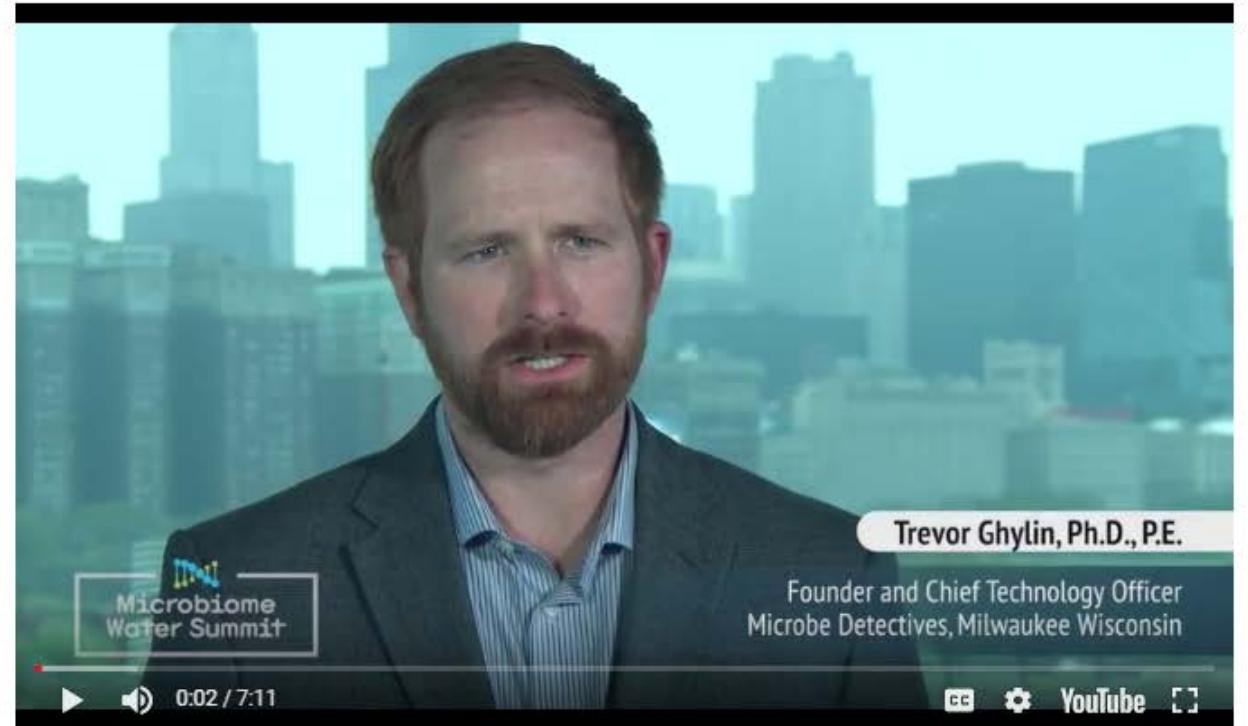 Trevor Ghylin, Ph.D., P.E.
Founder and Chief Technology Officer
Microbe Detectives, Milwaukee Wisconsin
Microbiome
Water Summit
0:02 / 7:11
CC
YouTube